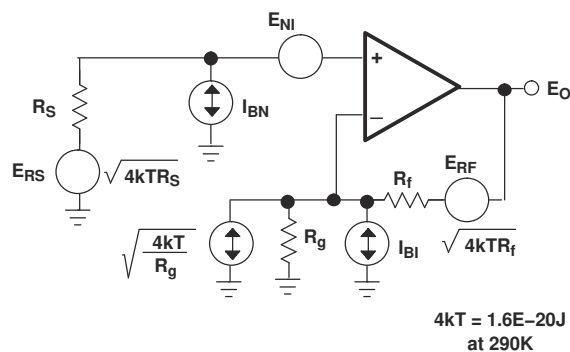 E_NI
R_S
I_BN
+
−
E_O
E_RS
√4kTR_S
R_f
E_RF
√4kT/R_g
R_g
I_BI
√4kTR_f
4kT = 1.6E−20J
at 290K